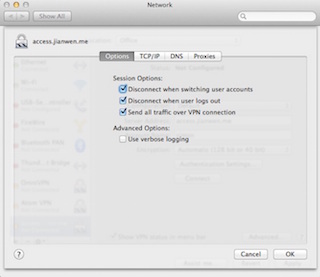 Network
Show All
access.jianwen.me
Options TCP/IP DNS Proxies
Session Options:
Disconnect when switching user accounts
Disconnect when user logs out
Send all traffic over VPN connection
Advanced Options:
Use verbose logging
? Cancel OK